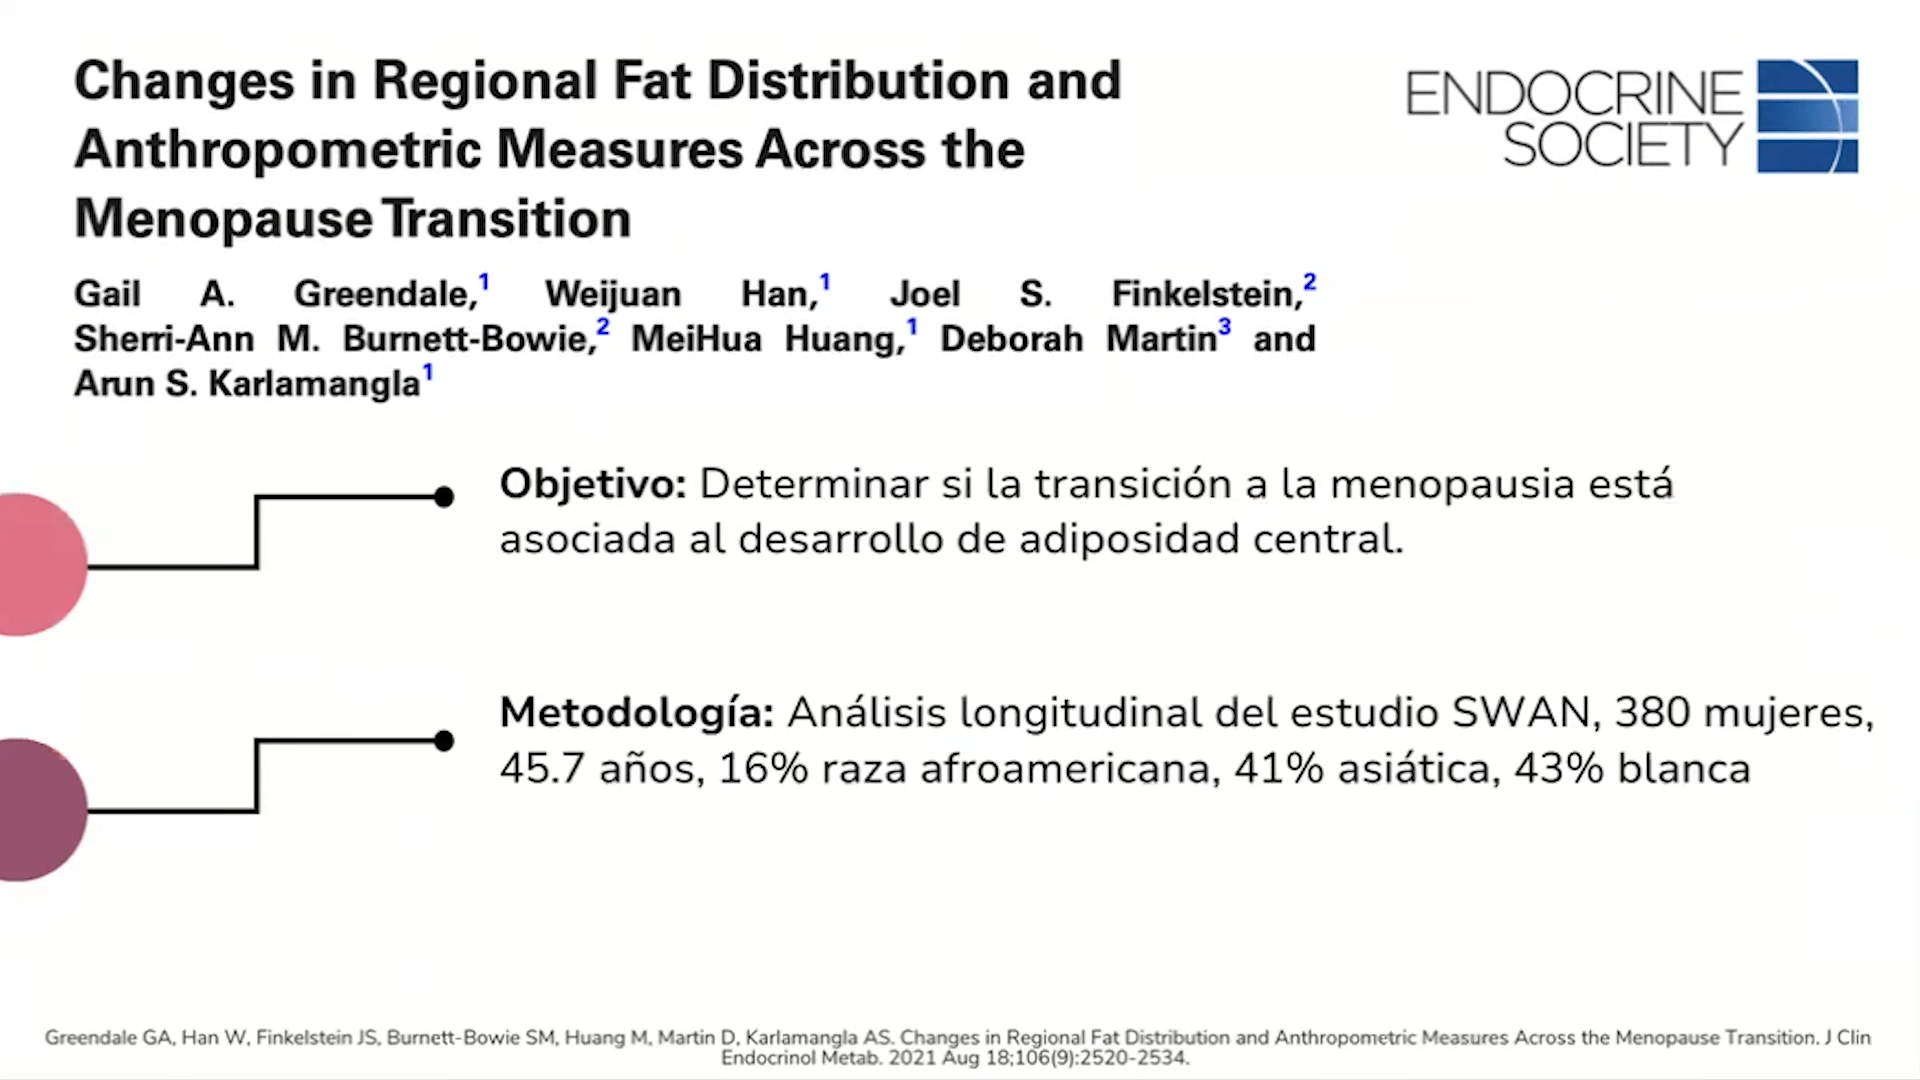 Changes in Regional Fat Distribution and
Anthropometric Measures Across the
Menopause Transition
ENDOCRINE
SOCIETY
Gail A. Greendale,1 Weijuan Han,1 Joel S. Finkelstein,2
Sherri-Ann M. Burnett-Bowie,2 MeiHua Huang,1 Deborah Martin3 and
Arun S. Karlamangla1
Objetivo: Determinar si la transición a la menopausia está
asociada al desarrollo de adiposidad central.
Metodología: Análisis longitudinal del estudio SWAN, 380 mujeres,
45.7 años, 16% raza afroamericana, 41% asiática, 43% blanca
Greendale GA, Han W, Finkelstein JS, Burnett-Bowie SM, Huang M, Martin D, Karlamangla AS. Changes in Regional Fat Distribution and Anthropometric Measures Across the Menopause Transition. J Clin
Endocrinol Metab. 2021 Aug 18;106(9):2520-2534.